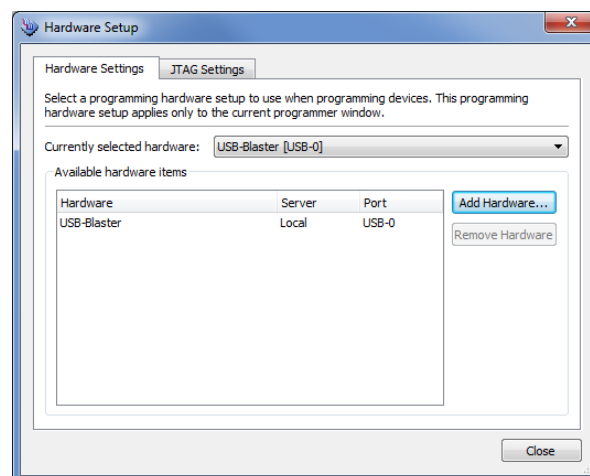 Hardware Setup
Hardware Settings JTAG Settings
Select a programming hardware setup to use when programming devices. This programming
hardware setup applies only to the current programmer window.
Currently selected hardware: USB-Blaster [USB-0]
Available hardware items
Hardware Server Port
USB-Blaster Local USB-0
Add Hardware...
Remove Hardware
Close